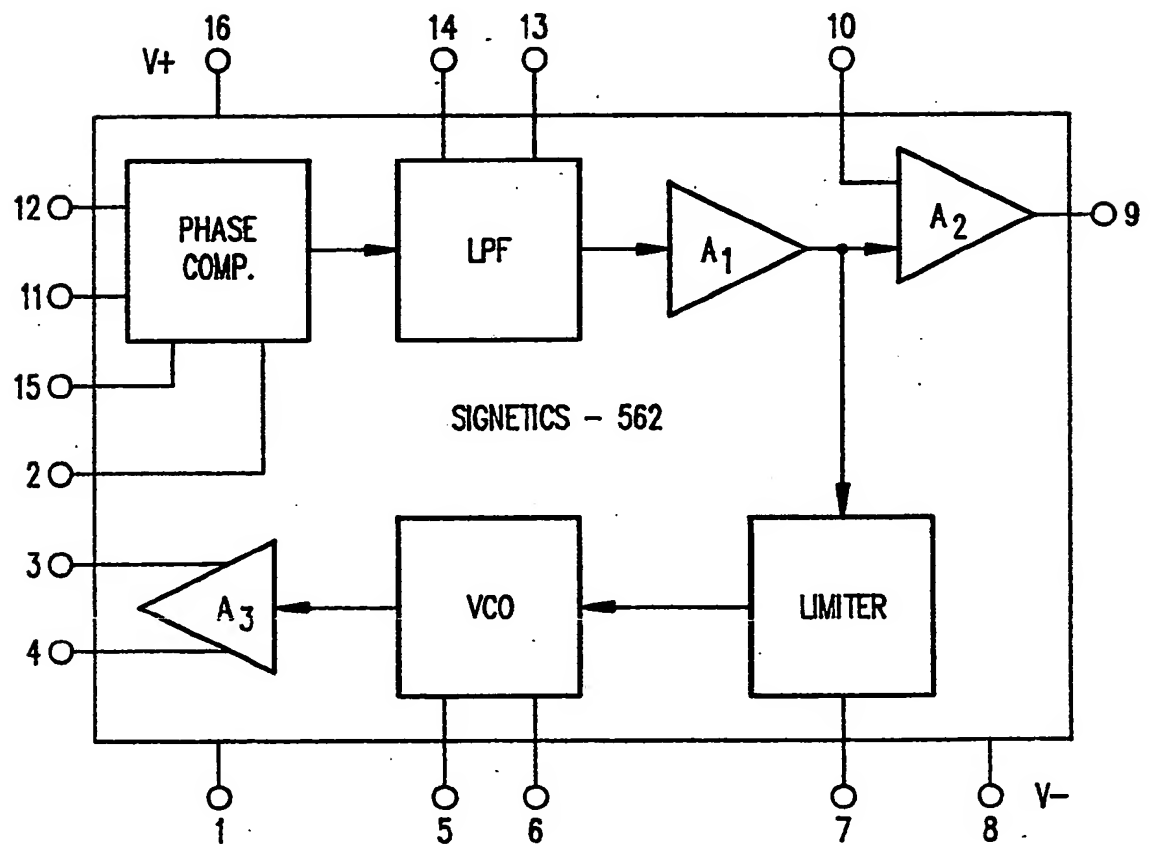 16
14
13
10
V+
12
PHASE
COMP.
LPF
A1
A2
9
11
15
SIGNETICS - 562
2
3
A3
VCO
LIMITER
4
1
5
6
7
8
V-